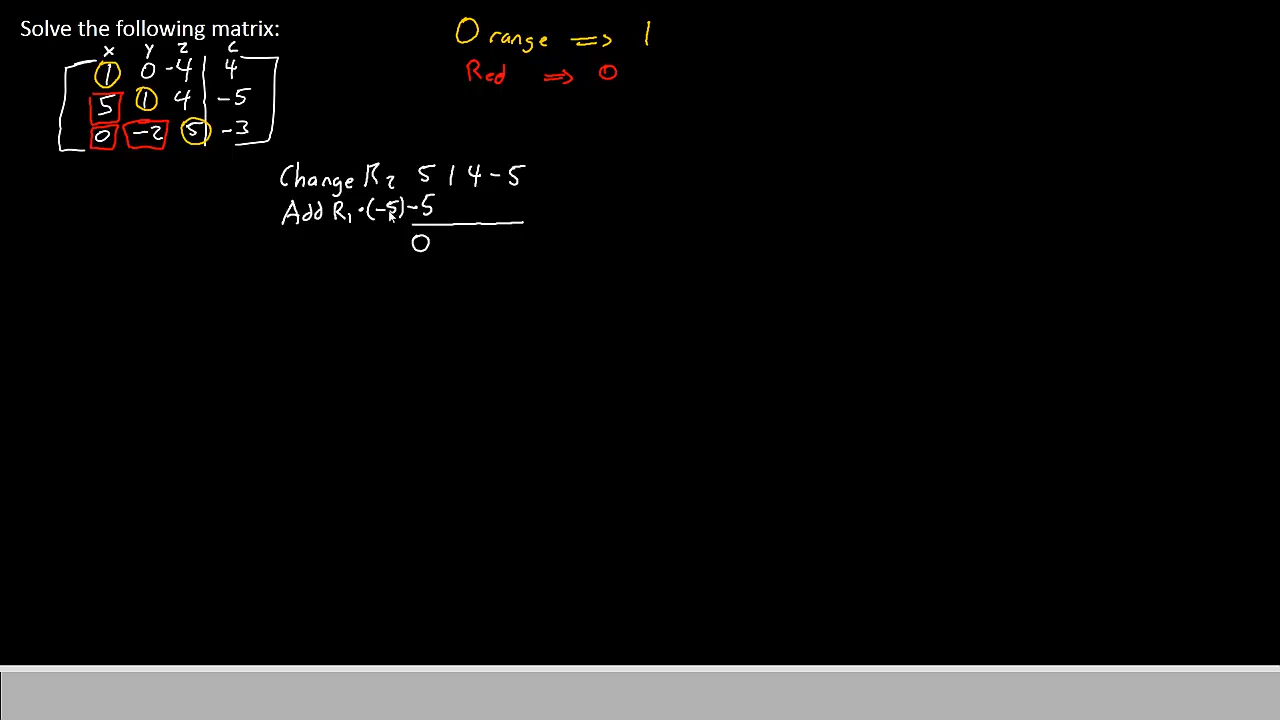 Solve the following matrix:
x y z c
1 0 -4 4
5 1 4 -5
0 -2 5 -3
Orange => 1
Red => 0
Change R2 5 1 4 -5
Add R1 · (-5) -5
0